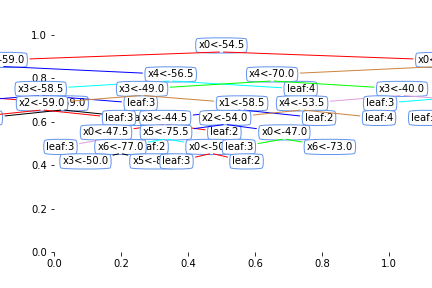 1.0
x0<-54.5
<-59.0
x0<
0.8
x4<-56.5
x4<-70.0
x3<-58.5
x3<-49.0
leaf:4
x3<-40.0
x2<-59.0
9.0
leaf:3
x1<-58.5
x4<-53.5
leaf:3
0.6
leaf:3
x3<-44.5
x2<-54.0
leaf:2
leaf:4
leaf:
x0<-47.5
x5<-75.5
leaf:2
x0<-47.0
leaf:3
x6<-77.0
leaf:3
x6<-73.0
0.4
x3<-50.0
x5<-8
leaf:3
leaf:2
0.2
0.0
0.0 0.2 0.4 0.6 0.8 1.0